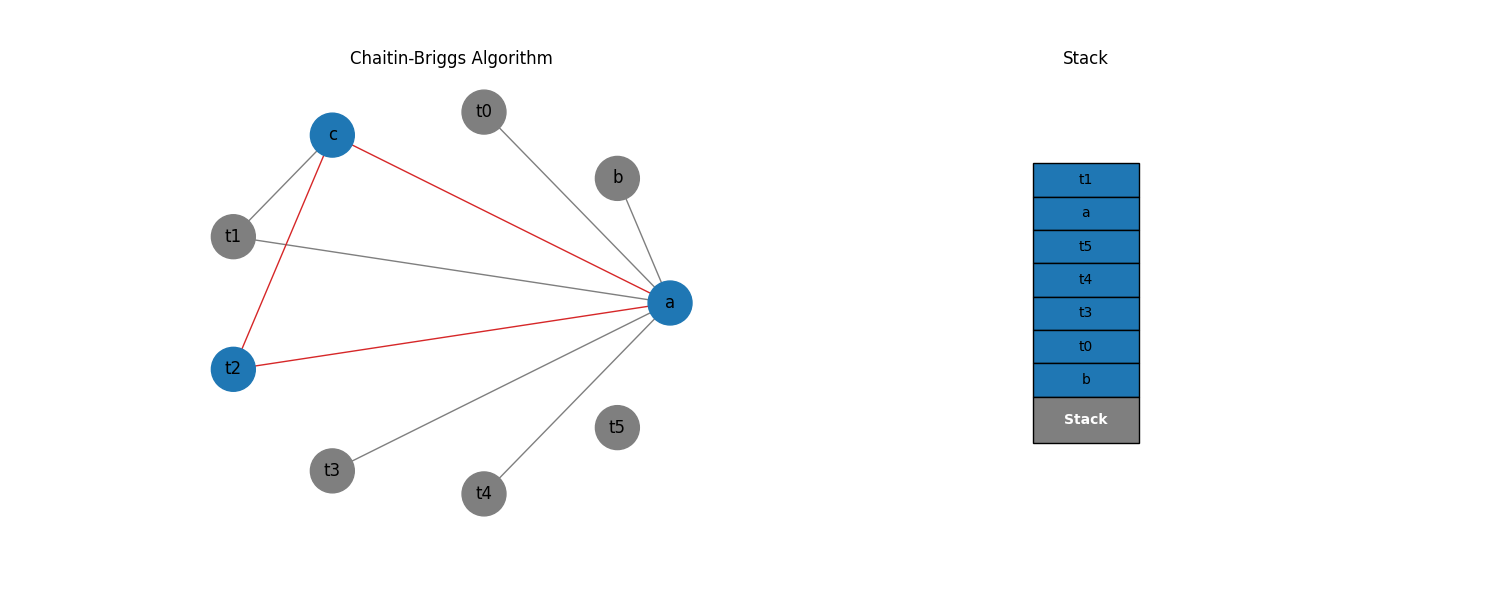 Chaitin-Briggs Algorithm
t0
c
b
t1
a
t2
t5
t3
t4
Stack
t1
a
t5
t4
t3
t0
b
Stack